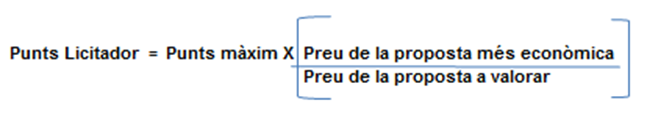 Punts Licitador = Punts màxim X Preu de la proposta més econòmica
Preu de la proposta a valorar